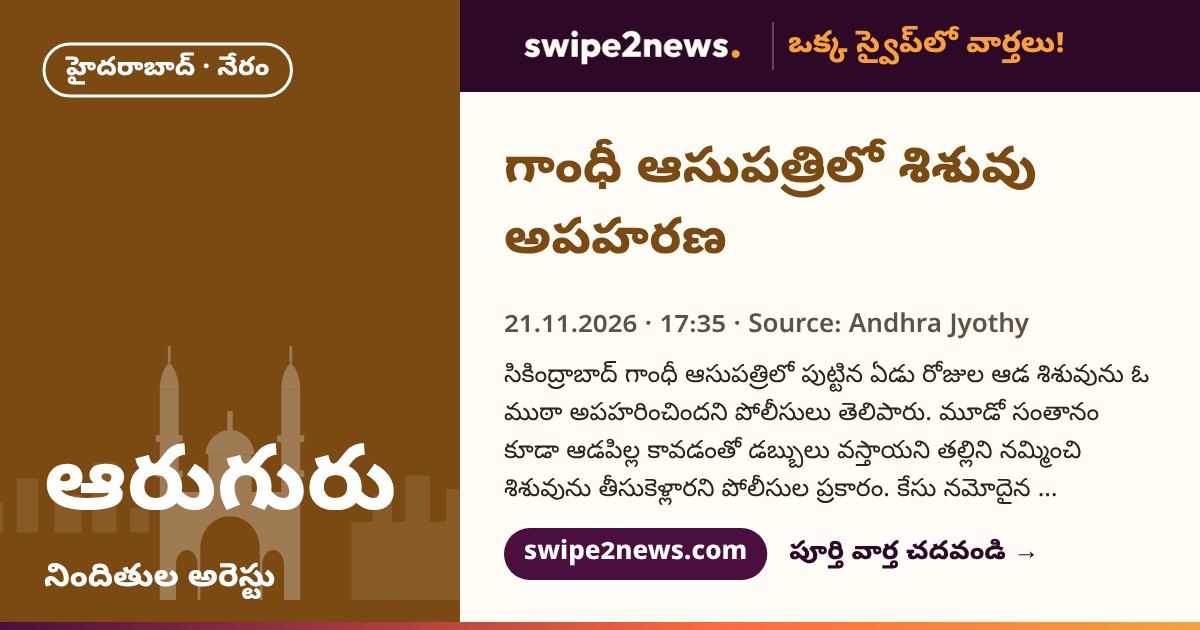 హైదరాబాద్ · నేరం
ఆరుగురు
నిందితుల అరెస్టు
swipe2news.
ఒక్క స్వైప్‌లో వార్తలు!
గాంధీ ఆసుపత్రిలో శిశువు
అపహరణ
21.11.2026 · 17:35 · Source: Andhra Jyothy
సికింద్రాబాద్ గాంధీ ఆసుపత్రిలో పుట్టిన ఏడు రోజుల ఆడ శిశువును ఓ
ముఠా అపహరించిందని పోలీసులు తెలిపారు. మూడో సంతానం
కూడా ఆడపిల్ల కావడంతో డబ్బులు వస్తాయని తల్లిని నమ్మించి
శిశువును తీసుకెళ్లారని పోలీసుల ప్రకారం. కేసు నమోదైన ...
swipe2news.com
పూర్తి వార్త చదవండి →